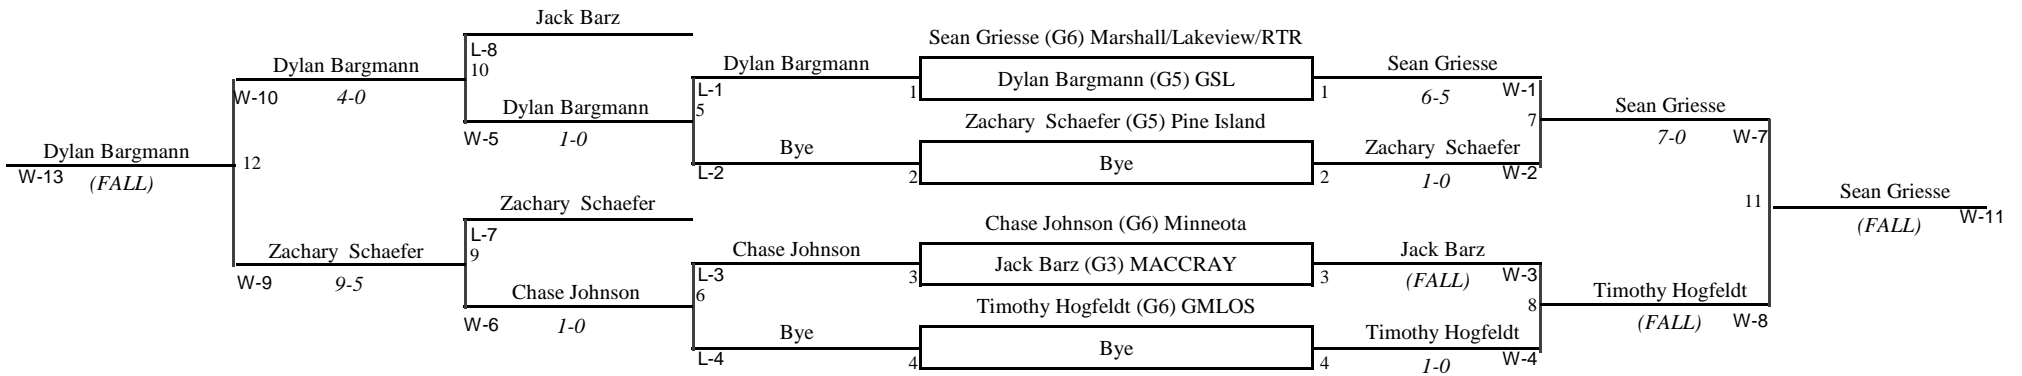 Jack Barz
L-8
10
Dylan Bargmann
W-10
4-0
Dylan Bargmann
W-5
1-0
Dylan Bargmann
W-13
(FALL)
12
Zachary Schaefer
L-7
9
Zachary Schaefer
W-9
9-5
Chase Johnson
W-6
1-0
Dylan Bargmann
L-1
5
1
Bye
L-2
2
Chase Johnson
L-3
6
3
Bye
L-4
4
Sean Griesse (G6) Marshall/Lakeview/RTR
Dylan Bargmann (G5) GSL
Zachary Schaefer (G5) Pine Island
Bye
Chase Johnson (G6) Minneota
Jack Barz (G3) MACCRAY
Timothy Hogfeldt (G6) GMLOS
Bye
Sean Griesse
1
6-5
W-1
7
Zachary Schaefer
2
1-0
W-2
Jack Barz
3
(FALL)
W-3
8
Timothy Hogfeldt
4
1-0
W-4
Sean Griesse
7-0
W-7
11
Timothy Hogfeldt
(FALL)
W-8
Sean Griesse
(FALL)
W-11